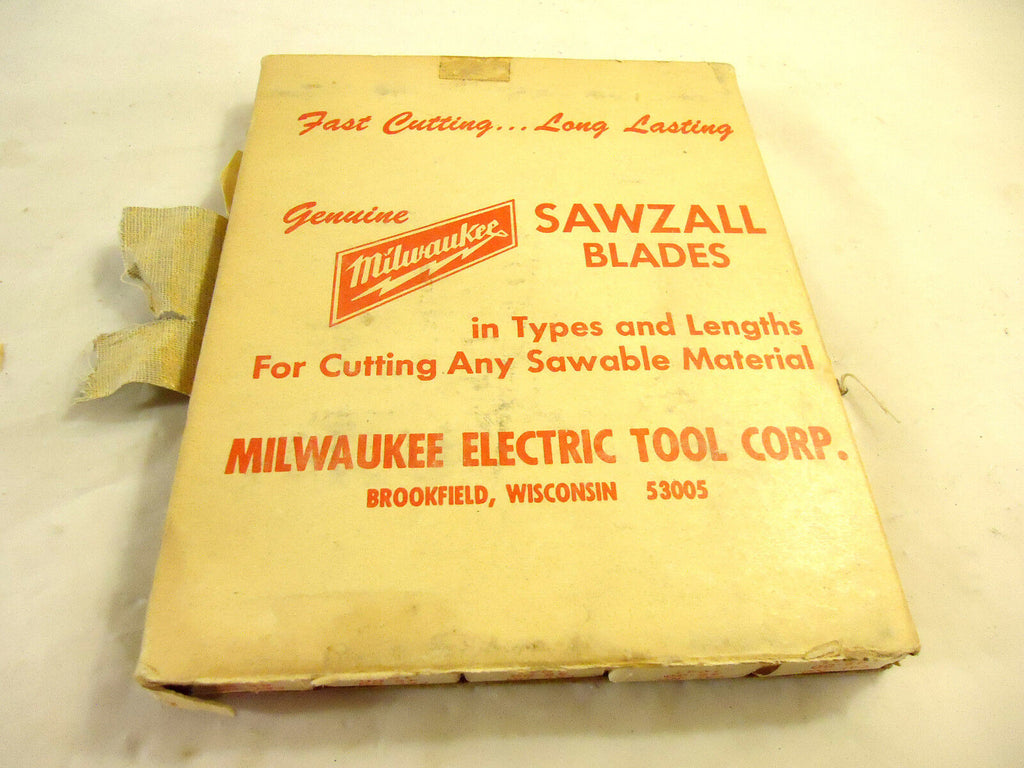 Fast Cutting... Long Lasting
Genuine Milwaukee SAWZALL
BLADES
in Types and Lengths
For Cutting Any Sawable Material
MILWAUKEE ELECTRIC TOOL CORP.
BROOKFIELD, WISCONSIN 53005